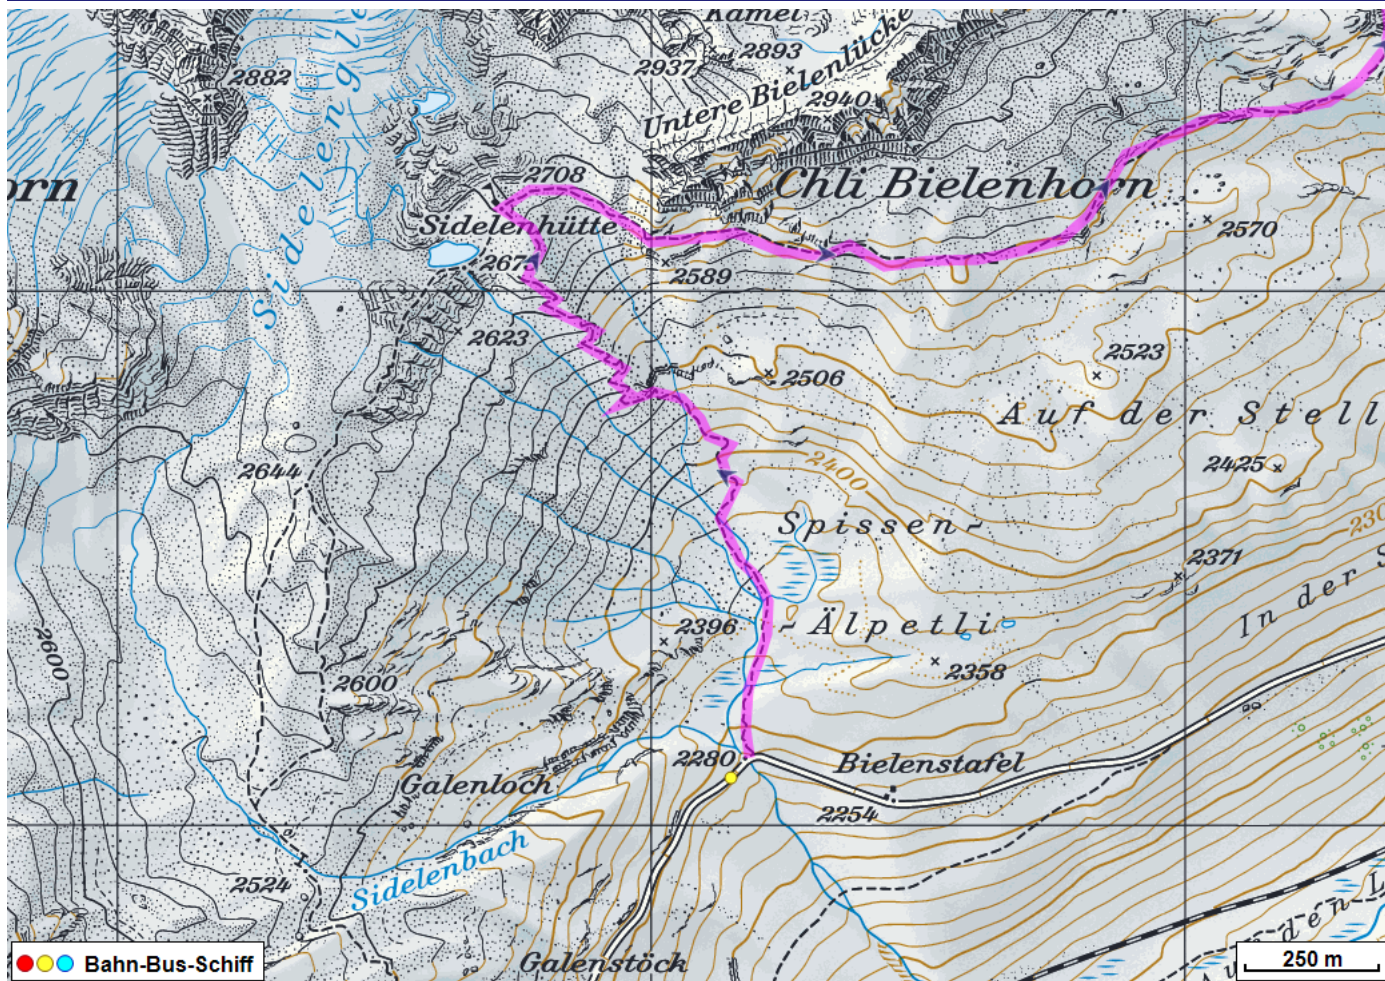 Kamel
2893
2937
2882
Untere Bielenlücke
2940
orn
Sidelengle
2708
Chli Bielenhorn
Sidelenhütte
2570
267
2589
2623
2523
2506
Auf der Stell
2400
2425
2644
Spissen-
230
2371
-Älpetli
In der S
2396
2600
2358
2600
2280
Bielenstafel
Galenloch
2254
Sidelenbach
2524
Galenstöck
Bahn-Bus-Schiff
250 m